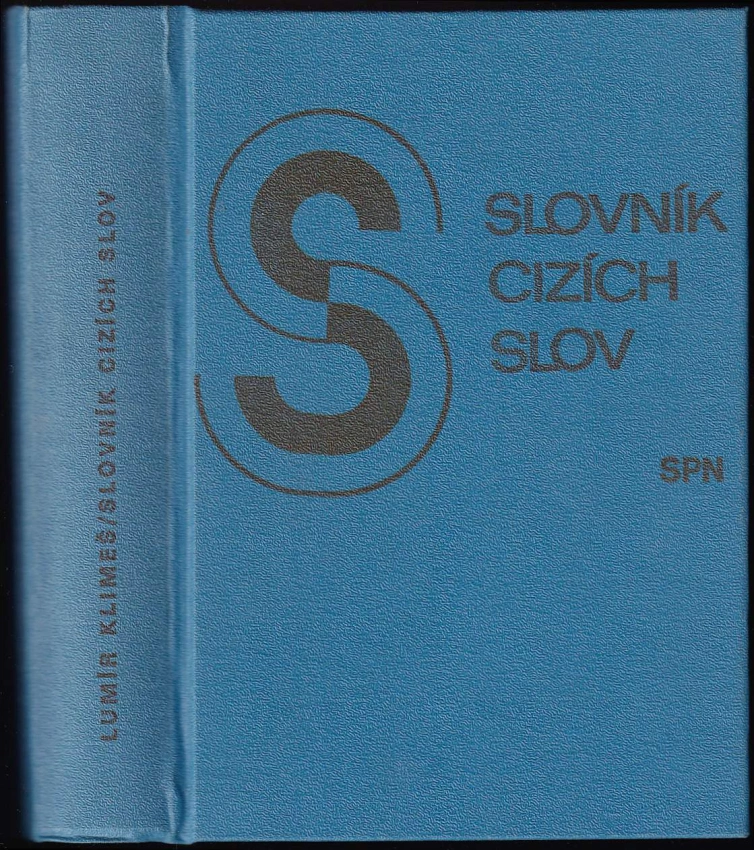 LUMÍR KLIMEŠ/SLOVNÍK CIZÍCH SLOV
S
SLOVNÍK
CIZÍCH
SLOV
SPN